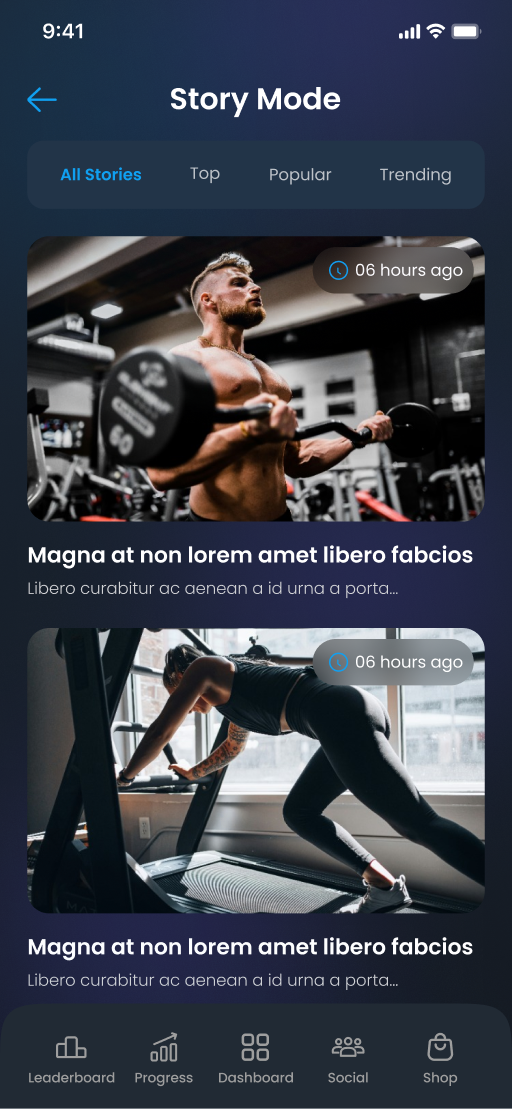 9:41
Story Mode
All Stories Top Popular Trending
06 hours ago
60
Magna at non lorem amet libero fabcios
Libero curabitur ac aenean a id urna a porta...
06 hours ago
Magna at non lorem amet libero fabcios
Libero curabitur ac aenean a id urna a porta...
Leaderboard Progress Dashboard Social Shop